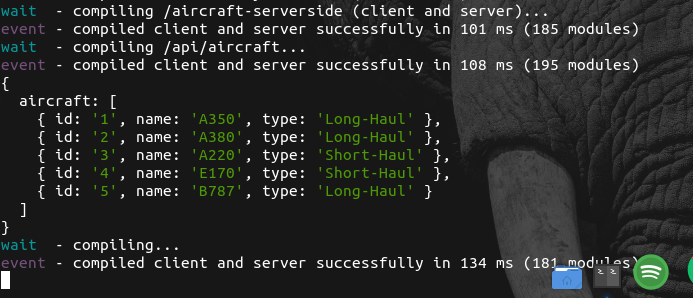 wait  - compiling /aircraft-serverside (client and server)...
event - compiled client and server successfully in 101 ms (185 modules)
wait  - compiling /api/aircraft...
event - compiled client and server successfully in 108 ms (195 modules)
{
  aircraft: [
    { id: '1', name: 'A350', type: 'Long-Haul' },
    { id: '2', name: 'A380', type: 'Long-Haul' },
    { id: '3', name: 'A220', type: 'Short-Haul' },
    { id: '4', name: 'E170', type: 'Short-Haul' },
    { id: '5', name: 'B787', type: 'Long-Haul' }
  ]
}
wait  - compiling...
event - compiled client and server successfully in 134 ms (181 modules)